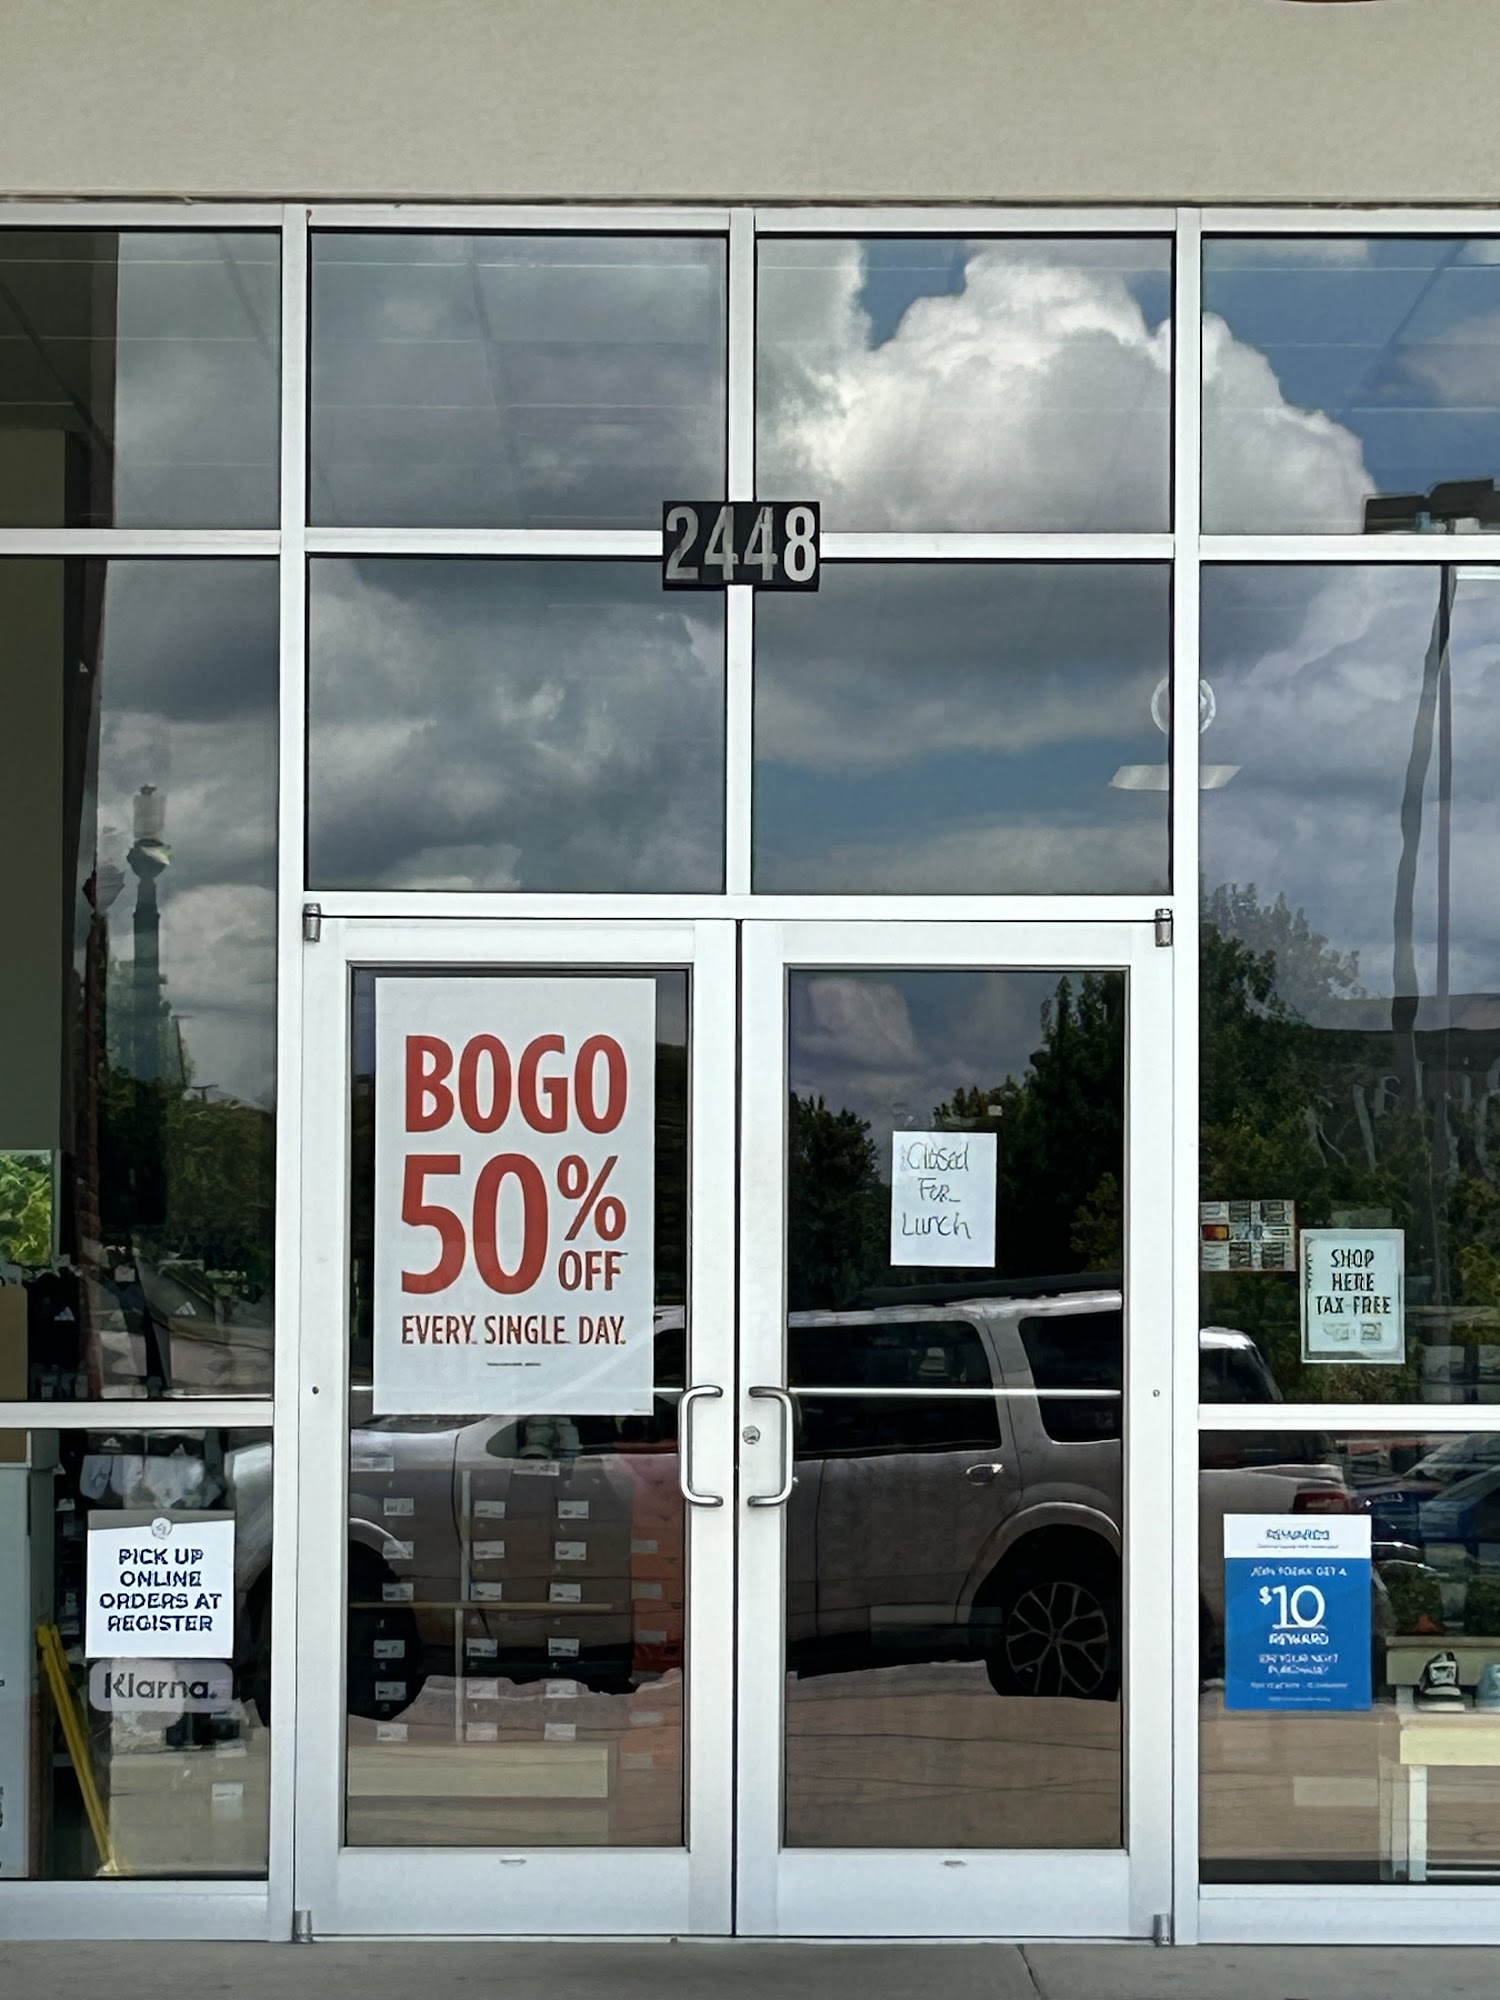 2448
BOGO
50%
OFF
EVERY. SINGLE. DAY.
Closed
For
Lunch
SHOP
HERE
TAX-FREE
PICK UP
ONLINE
ORDERS AT
REGISTER
Klarna.
REWARDS
$10
REWARD